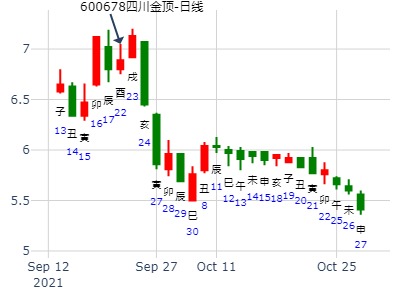 600678四川金顶-日线
7
6.5
6
5.5
5
子 13
丑 14
寅 15
卯 16
辰 17
酉 22
戌 23
亥 24
寅 27
卯 28
辰 29
巳 30
丑 8
辰 11
巳 12
午 13
未 14
申 15
亥 18
子 19
丑 20
寅 21
卯 22
午 25
未 26
申 27
Sep 12
2021
Sep 27
Oct 11
Oct 25